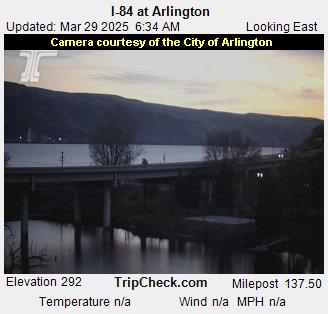 I-84 at Arlington
Updated: Mar 29 2025 6:34 AM Looking East
Camera courtesy of the City of Arlington
Elevation 292 TripCheck.com Milepost 137.50
Temperature n/a Wind n/a MPH n/a